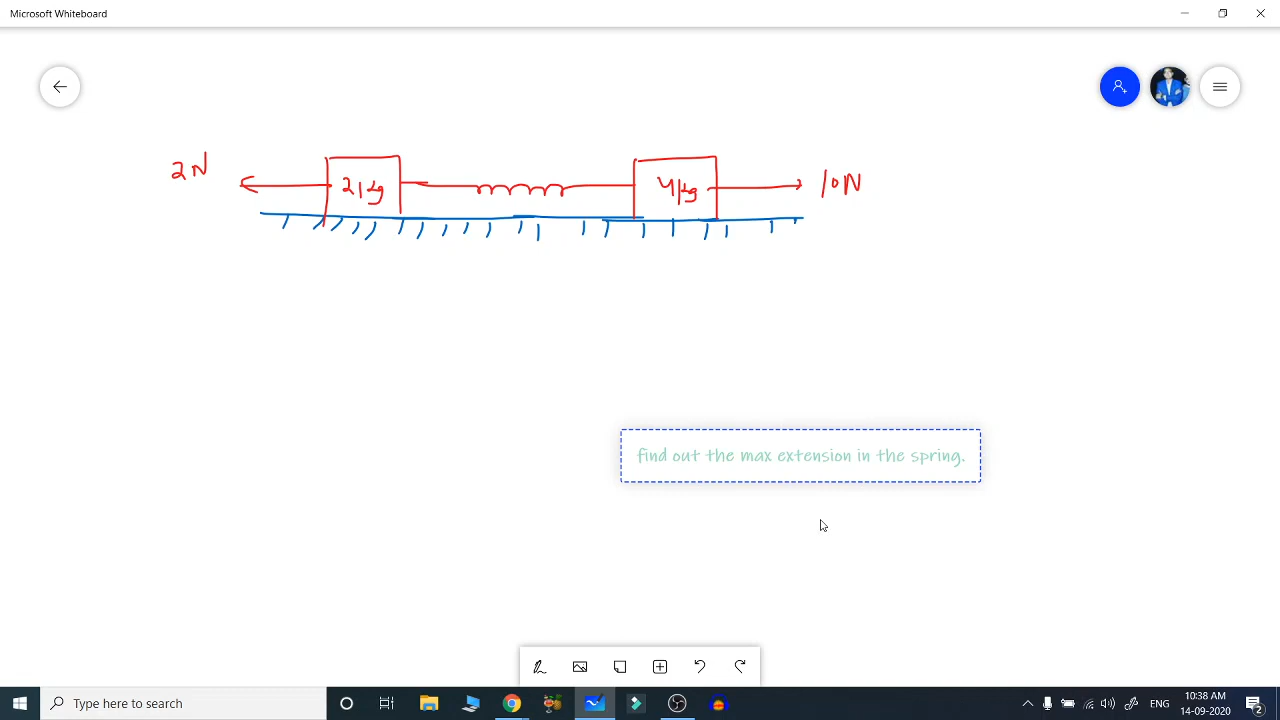 Microsoft Whiteboard
2N
2kg
4kg
10N
find out the max extension in the spring.
Type here to search
ENG
10:38 AM
14-09-2020
2